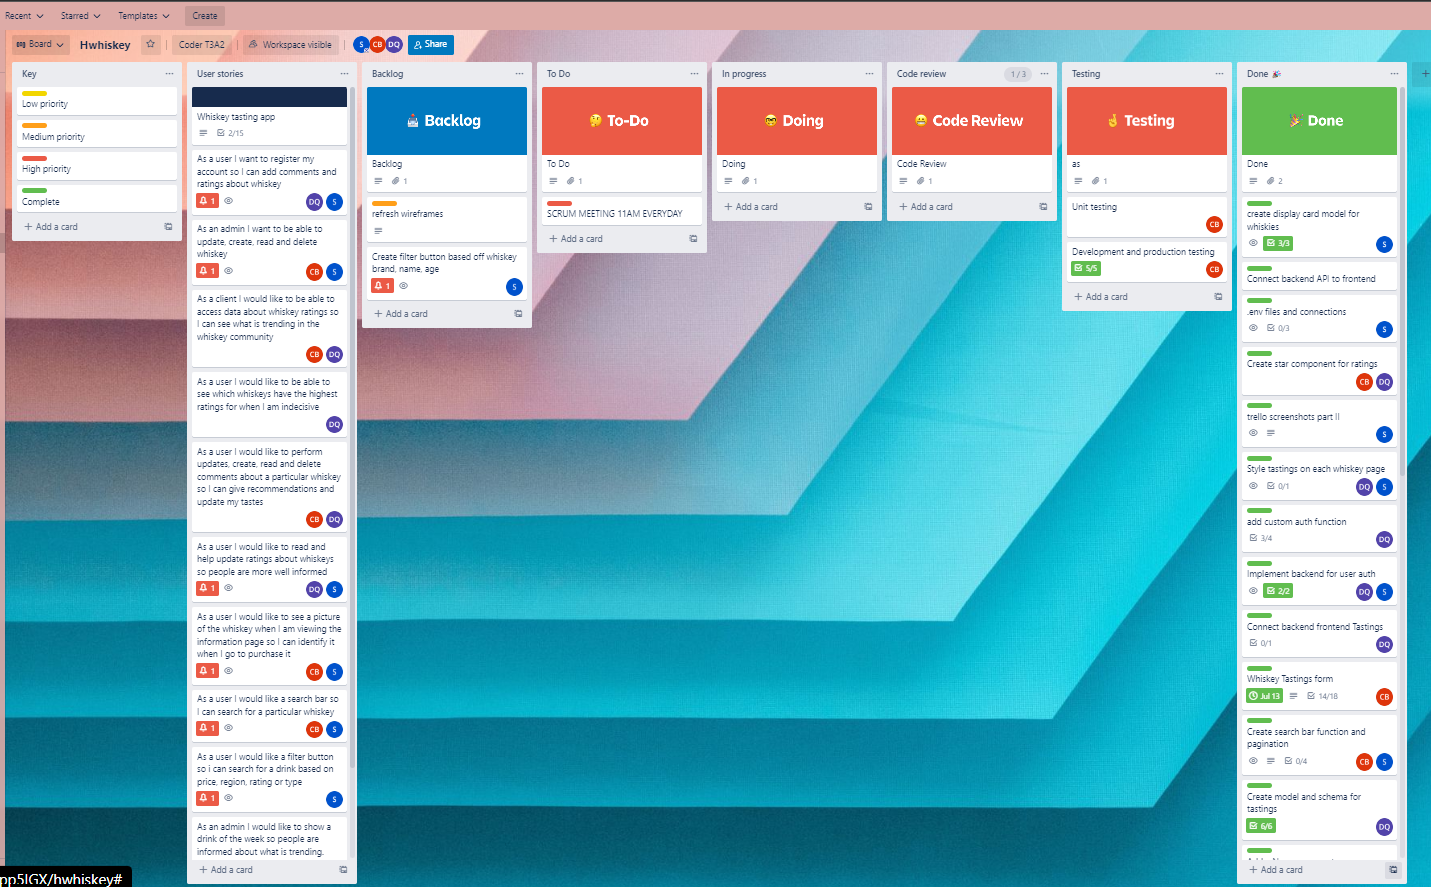 Recent
Starred
Templates
Create
Board
Hwhiskey
Coder T3A2
Workspace visible
S
CB
DQ
Share
Key
Low priority
Medium priority
High priority
Complete
+ Add a card
User stories
Whiskey tasting app
2/15
As a user I want to register my
account so I can add comments and
ratings about whiskey
1
DQ
S
As an admin I want to be able to
update, create, read and delete
whiskey
1
CB
S
As a client I would like to be able to
access data about whiskey ratings so
I can see what is trending in the
whiskey community
CB
DQ
As a user I would like to be able to
see which whiskeys have the highest
ratings for when I am indecisive
DQ
As a user I would like to perform
updates, create, read and delete
comments about a particular whiskey
so I can give recommendations and
update my tastes
CB
DQ
As a user I would like to read and
help update ratings about whiskeys
so people are more well informed
1
DQ
S
As a user I would like to see a picture
of the whiskey when I am viewing the
information page so I can identify it
when I go to purchase it
1
CB
S
As a user I would like a search bar so
I can search for a particular whiskey
1
CB
S
As a user I would like a filter button
so i can search for a drink based on
price, region, rating or type
1
S
As an admin I would like to show a
drink of the week so people are
informed about what is trending.
+ Add a card
Backlog
Backlog
Backlog
1
refresh wireframes
Create filter button based off whiskey
brand, name, age
1
S
+ Add a card
To Do
To-Do
To Do
1
SCRUM MEETING 11AM EVERYDAY
+ Add a card
In progress
Doing
Doing
1
+ Add a card
Code review
1 / 3
Code Review
Code Review
1
+ Add a card
Testing
Testing
as
1
Unit testing
CB
Development and production testing
5/5
CB
+ Add a card
Done
Done
Done
2
create display card model for
whiskies
3/3
S
Connect backend API to frontend
.env files and connections
0/3
S
Create star component for ratings
CB
DQ
trello screenshots part II
S
Style tastings on each whiskey page
0/1
DQ
S
add custom auth function
3/4
DQ
Implement backend for user auth
2/2
DQ
S
Connect backend frontend Tastings
0/1
DQ
Whiskey Tastings form
Jul 13
14/18
CB
Create search bar function and
pagination
0/4
CB
S
Create model and schema for
tastings
6/6
DQ
+ Add a card
pp5IGX/hwhiskey#